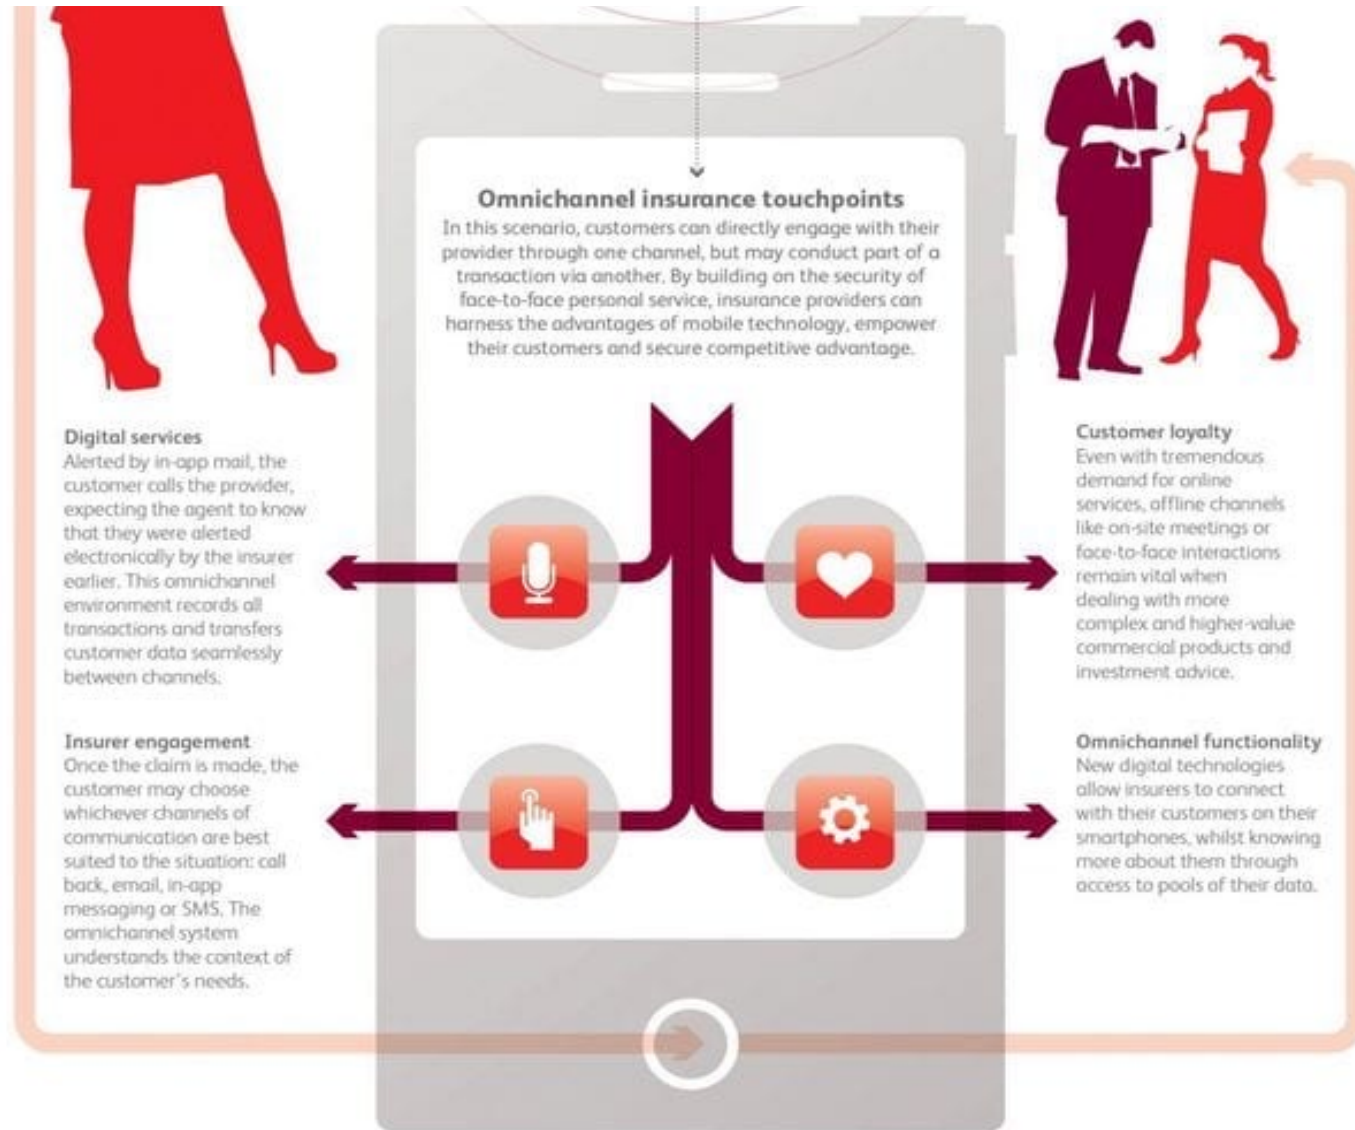 Omnichannel insurance touchpoints
In this scenario, customers can directly engage with their
provider through one channel, but may conduct part of a
transaction via another. By building on the security of
face-to-face personal service, insurance providers can
harness the advantages of mobile technology, empower
their customers and secure competitive advantage.
Digital services
Alerted by in-app mail, the
customer calls the provider,
expecting the agent to know
that they were alerted
electronically by the insurer
earlier. This omnichannel
environment records all
transactions and transfers
customer data seamlessly
between channels.
Insurer engagement
Once the claim is made, the
customer may choose
whichever channels of
communication are best
suited to the situation: call
back, email, in-app
messaging or SMS. The
omnichannel system
understands the context of
the customer's needs.
Customer loyalty
Even with tremendous
demand for online
services, offline channels
like on-site meetings or
face-to-face interactions
remain vital when
dealing with more
complex and higher-value
commercial products and
investment advice.
Omnichannel functionality
New digital technologies
allow insurers to connect
with their customers on their
smartphones, whilst knowing
more about them through
access to pools of their data.